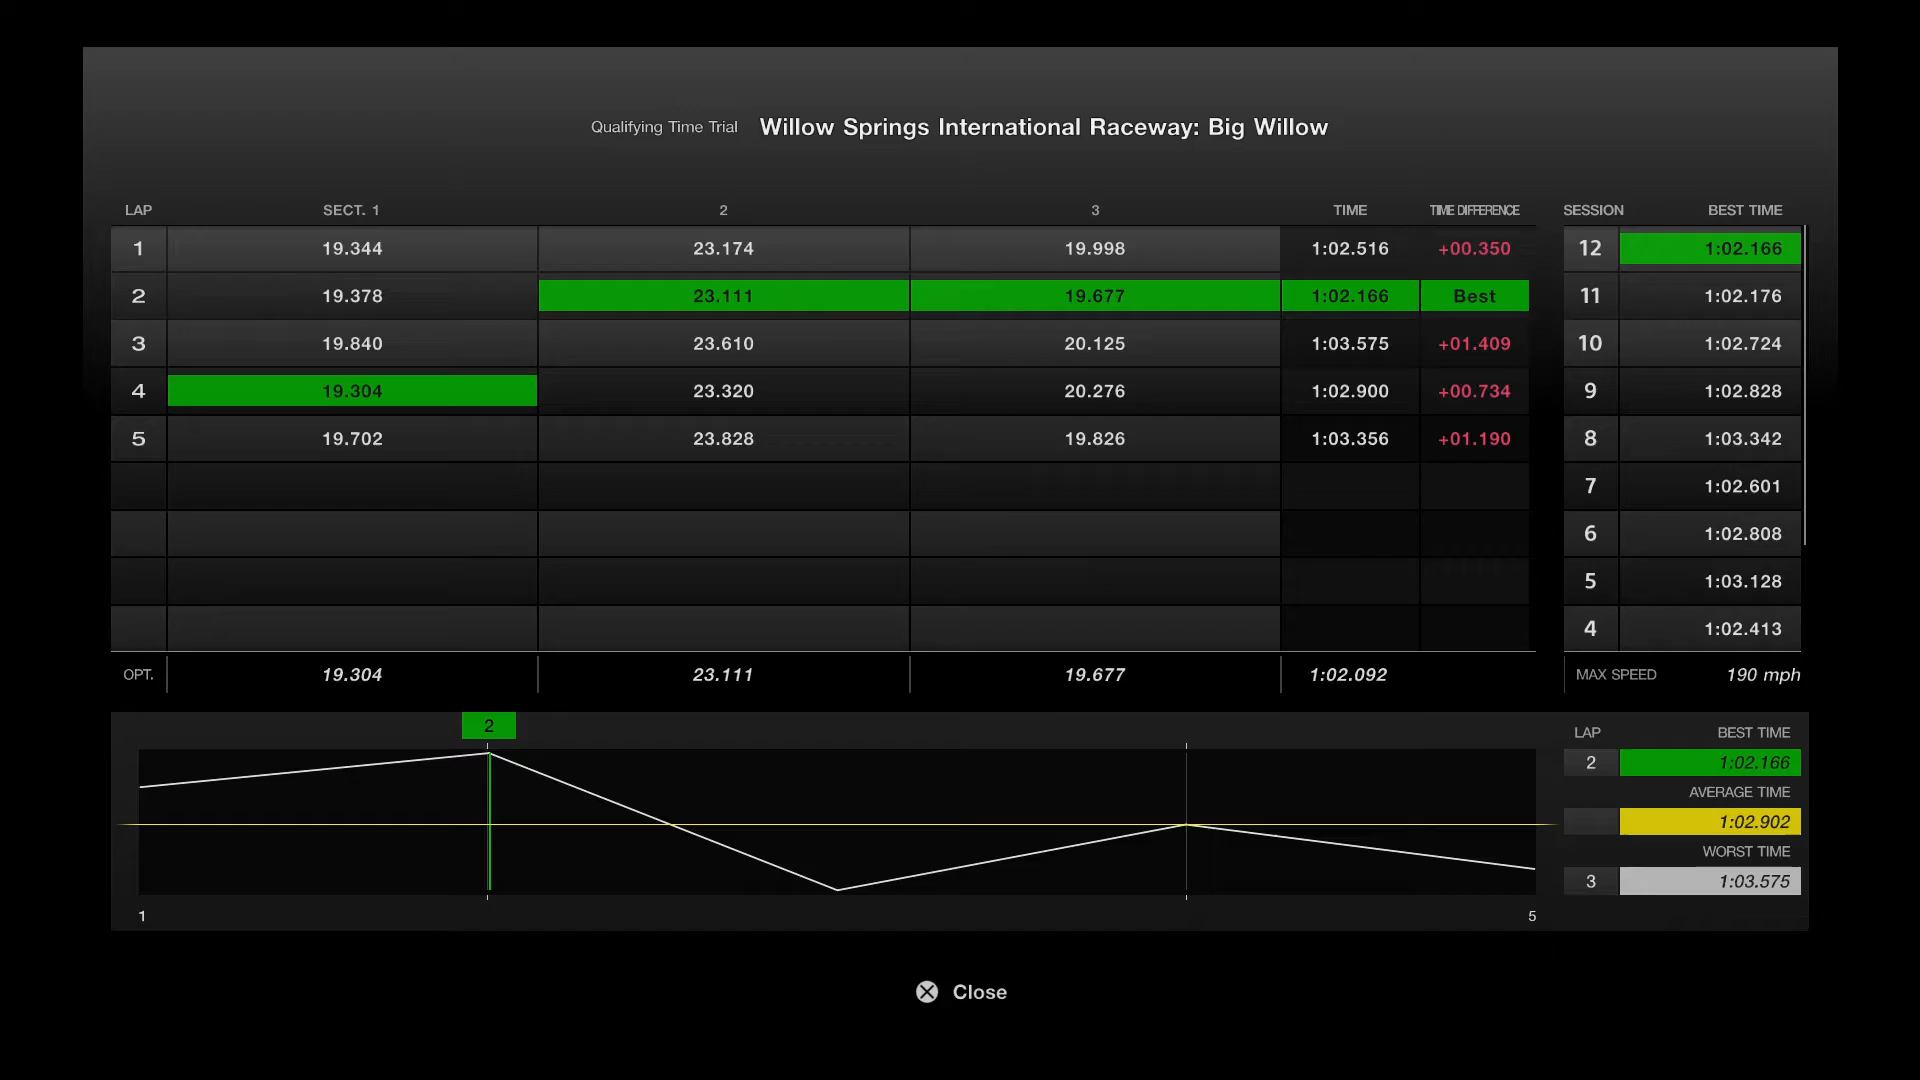 Qualifying Time Trial Willow Springs International Raceway: Big Willow
LAP SECT. 1 2 3 TIME TIME DIFFERENCE SESSION BEST TIME
1 19.344 23.174 19.998 1:02.516 +00.350 12 1:02.166
2 19.378 23.111 19.677 1:02.166 Best 11 1:02.176
3 19.840 23.610 20.125 1:03.575 +01.409 10 1:02.724
4 19.304 23.320 20.276 1:02.900 +00.734 9 1:02.828
5 19.702 23.828 19.826 1:03.356 +01.190 8 1:03.342
7 1:02.601
6 1:02.808
5 1:03.128
4 1:02.413
OPT. 19.304 23.111 19.677 1:02.092 MAX SPEED 190 mph
2
LAP BEST TIME
2 1:02.166
AVERAGE TIME
1:02.902
WORST TIME
3 1:03.575
1 5
Close